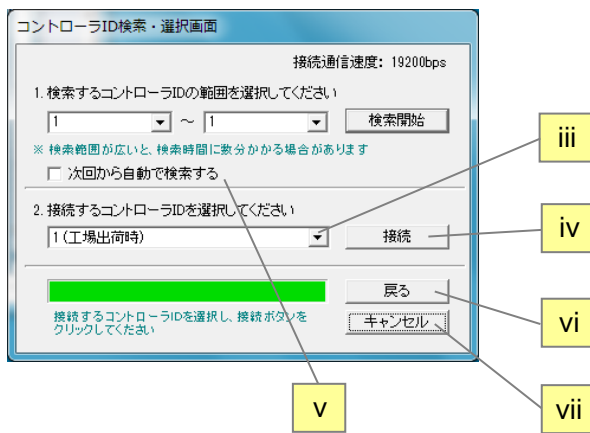 コントローラID検索・選択画面
接続通信速度: 19200bps
1.検索するコントローラIDの範囲を選択してください
1 ～ 1 検索開始
※ 検索範囲が広いと、検索時間に数分かかる場合があります
次回から自動で検索する
iii
2.接続するコントローラIDを選択してください
1(工場出荷時) 接続
iv
戻る
接続するコントローラIDを選択し、接続ボタンを
クリックしてください
キャンセル
vi
v
vii